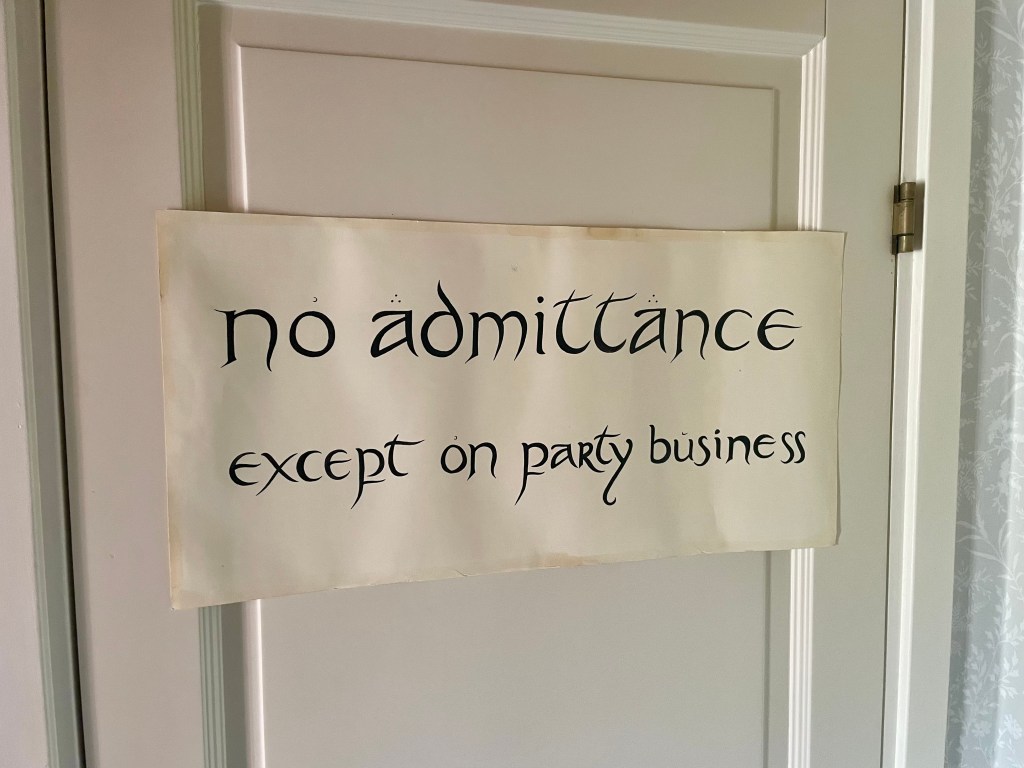 no admittance
except on party business